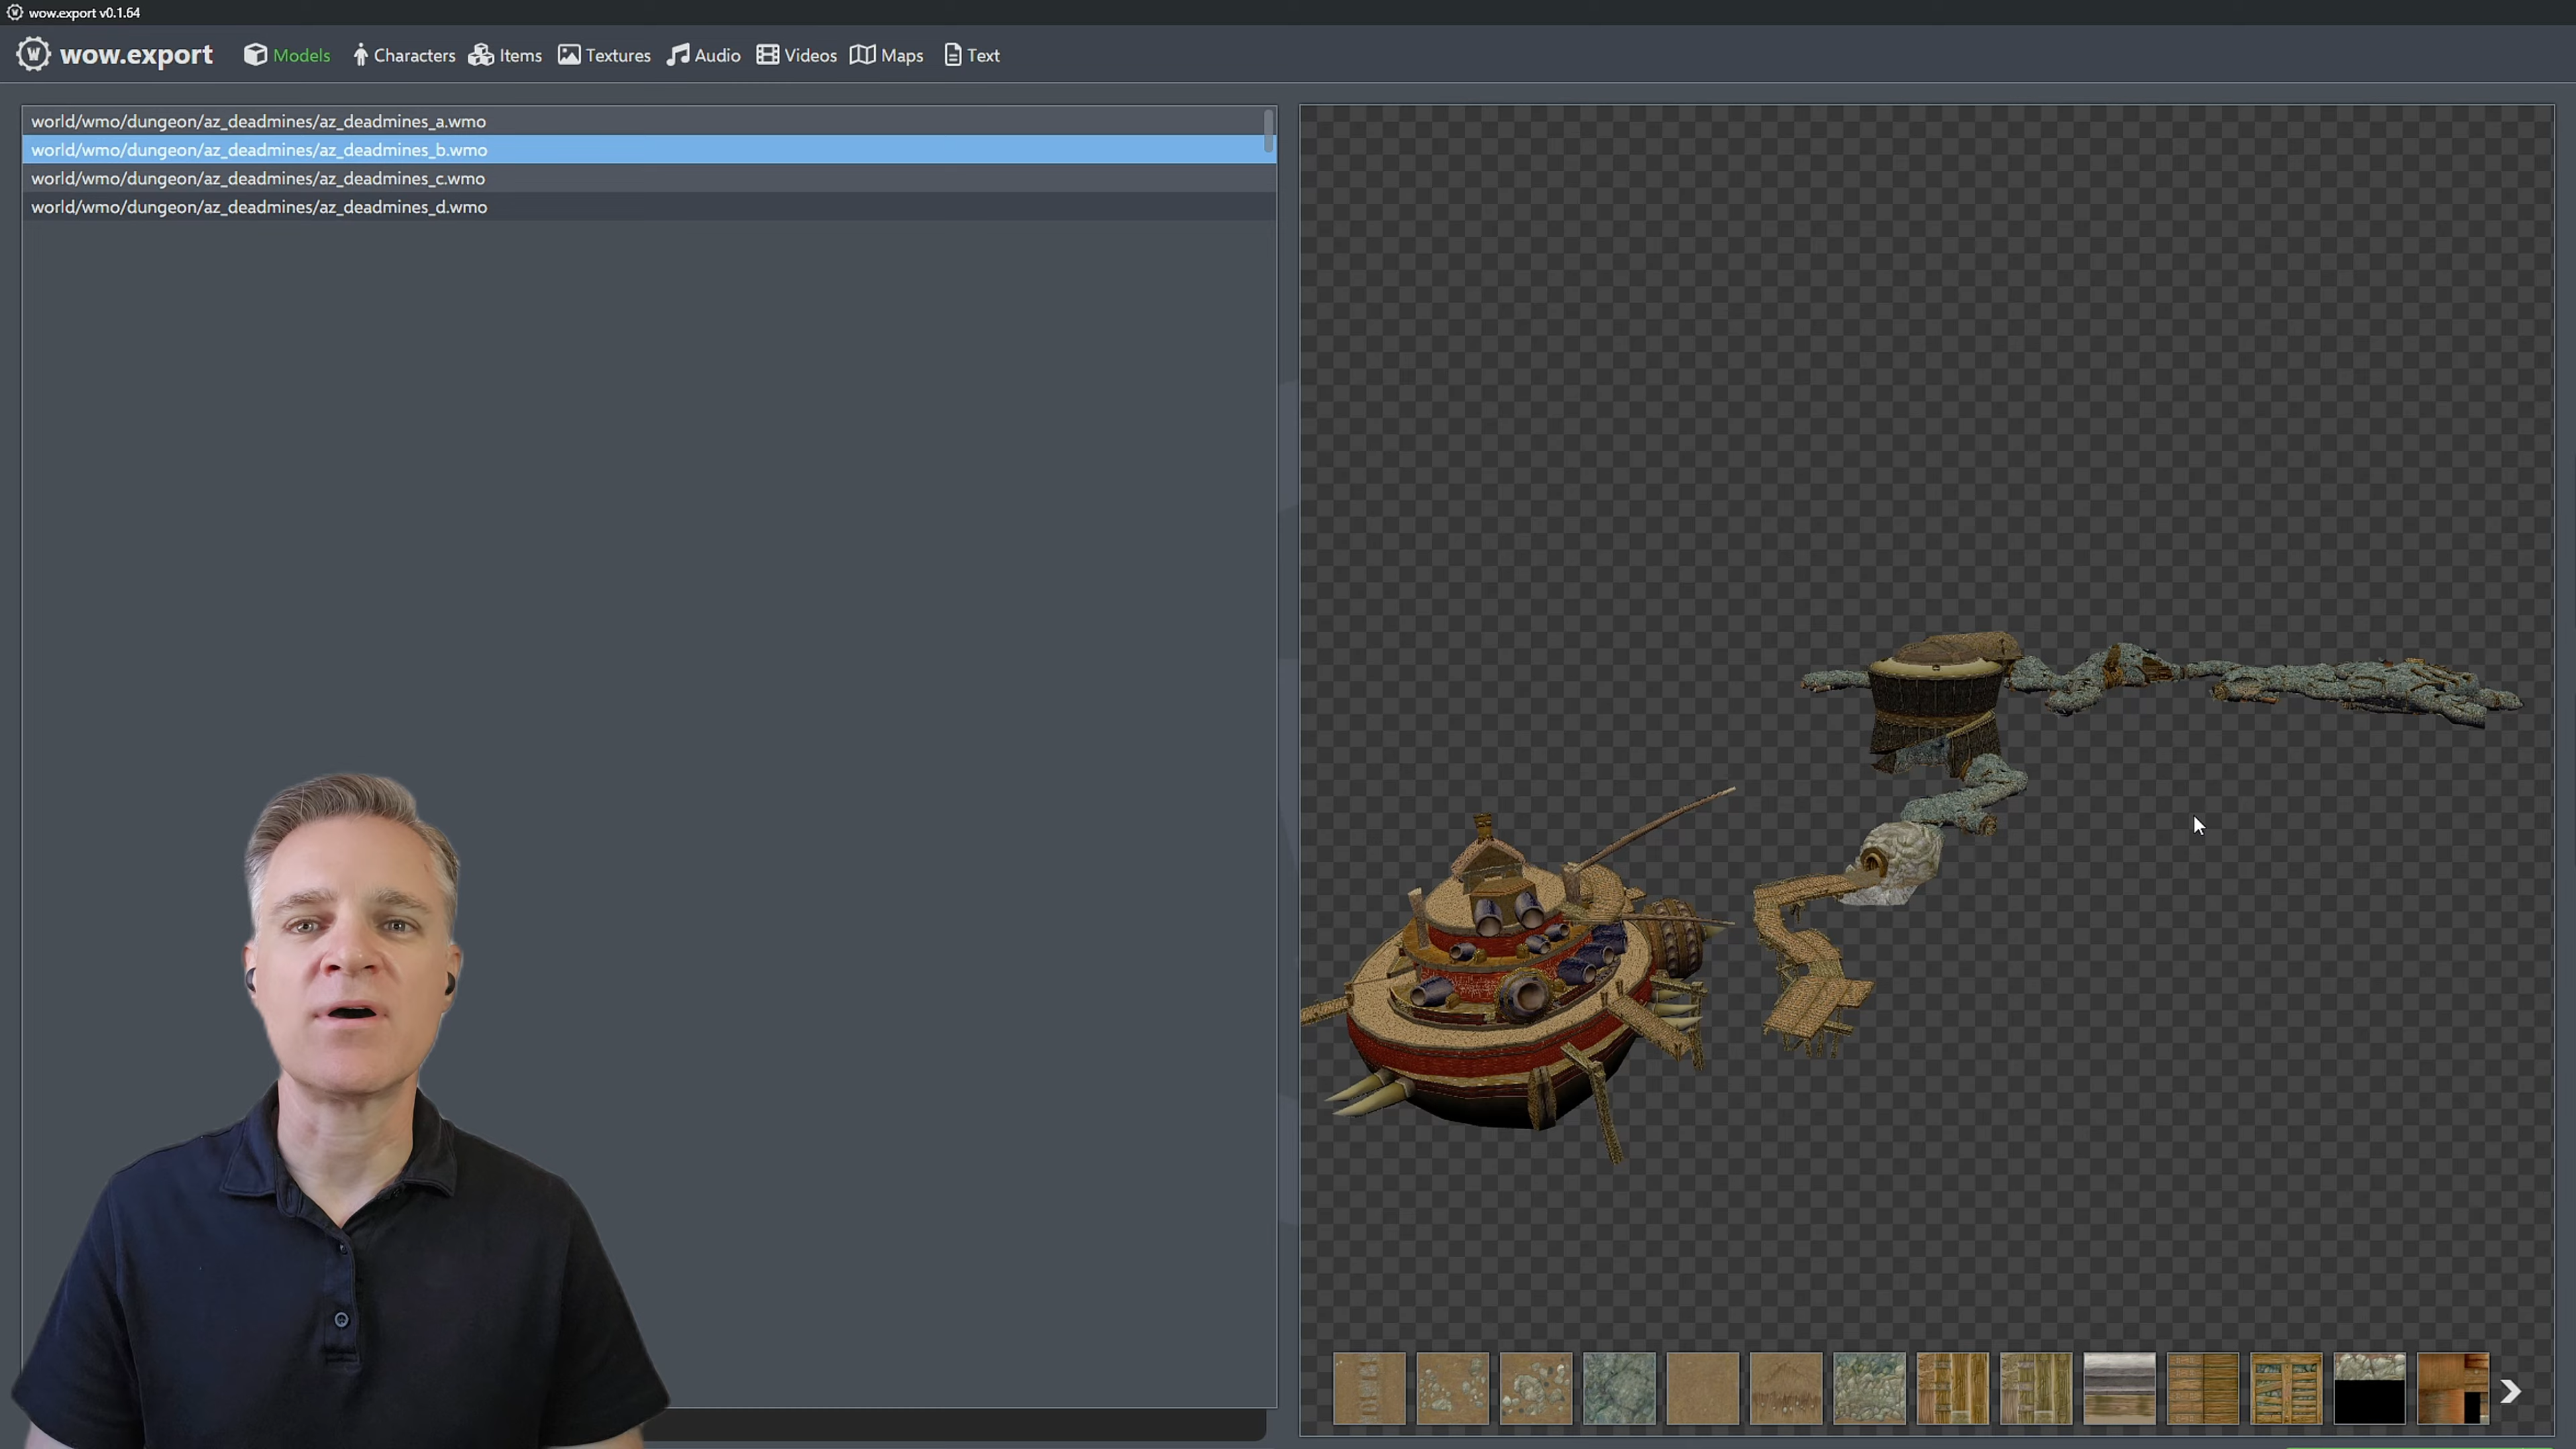 wow.export v0.1.64
wow.export Models Characters Items Textures Audio Videos Maps Text
world/wmo/dungeon/az_deadmines/az_deadmines_a.wmo
world/wmo/dungeon/az_deadmines/az_deadmines_b.wmo
world/wmo/dungeon/az_deadmines/az_deadmines_c.wmo
world/wmo/dungeon/az_deadmines/az_deadmines_d.wmo